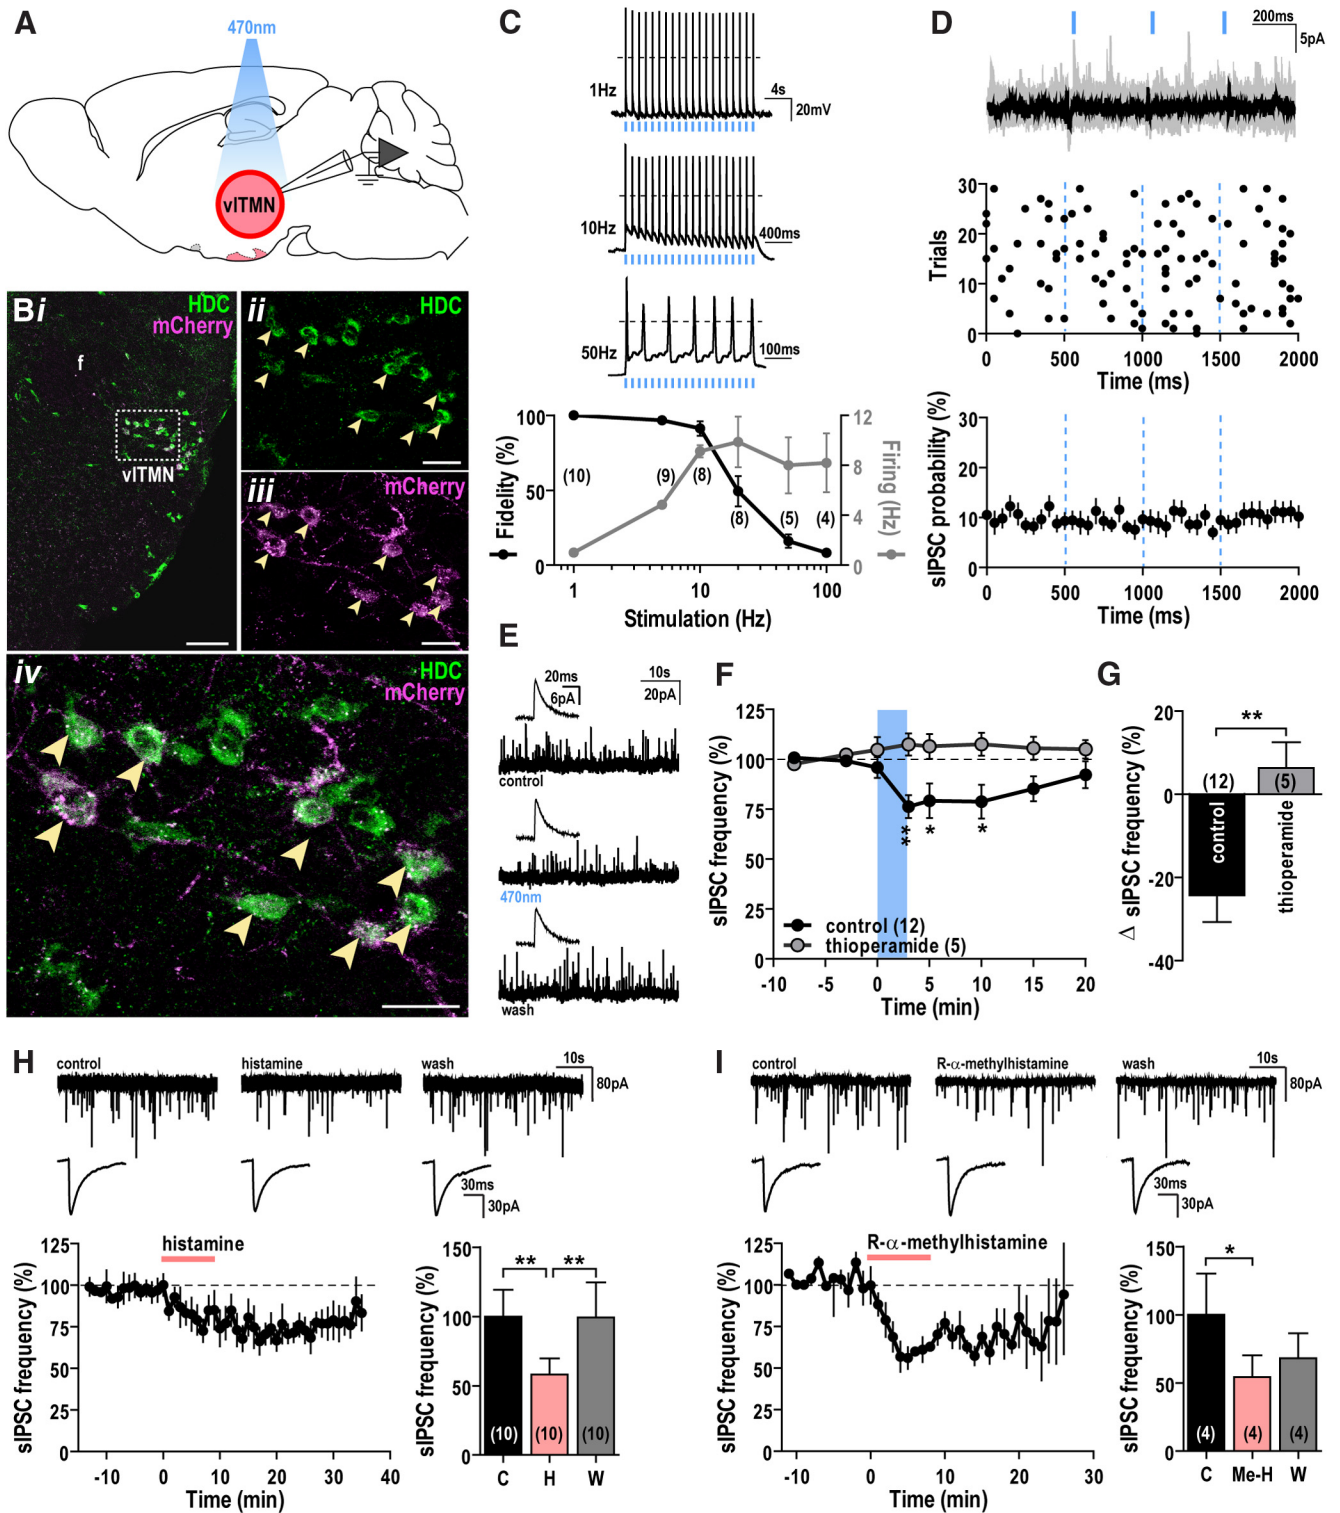 A
470nm
vlTMN
B i
HDC
mCherry
f
vlTMN
ii
HDC
iii
mCherry
iv
HDC
mCherry
C
1Hz
4s
20mV
10Hz
400ms
50Hz
100ms
100
50
0
Fidelity (%)
12
8
4
0
Firing (Hz)
(10)
(9)
(8)
(8)
(5)
(4)
1
10
100
Stimulation (Hz)
D
200ms
5pA
30
20
10
0
Trials
0
500
1000
1500
2000
Time (ms)
30
20
10
0
sIPSC probability (%)
0
500
1000
1500
2000
Time (ms)
E
20ms
6pA
10s
20pA
control
470nm
wash
F
125
100
75
50
25
0
sIPSC frequency (%)
**
*
*
control (12)
thioperamide (5)
-10
-5
0
5
10
15
20
Time (min)
G
20
0
-20
-40
Δ sIPSC frequency (%)
**
(12)
(5)
control
thioperamide
H
control
histamine
wash
10s
80pA
30ms
30pA
histamine
125
100
75
50
25
0
sIPSC frequency (%)
-10
0
10
20
30
40
Time (min)
150
100
50
0
sIPSC frequency (%)
**
**
(10)
(10)
(10)
C
H
W
I
control
R-α-methylhistamine
wash
10s
80pA
30ms
30pA
R-α-methylhistamine
125
100
75
50
25
0
sIPSC frequency (%)
-10
0
10
20
30
Time (min)
150
100
50
0
sIPSC frequency (%)
*
(4)
(4)
(4)
C
Me-H
W